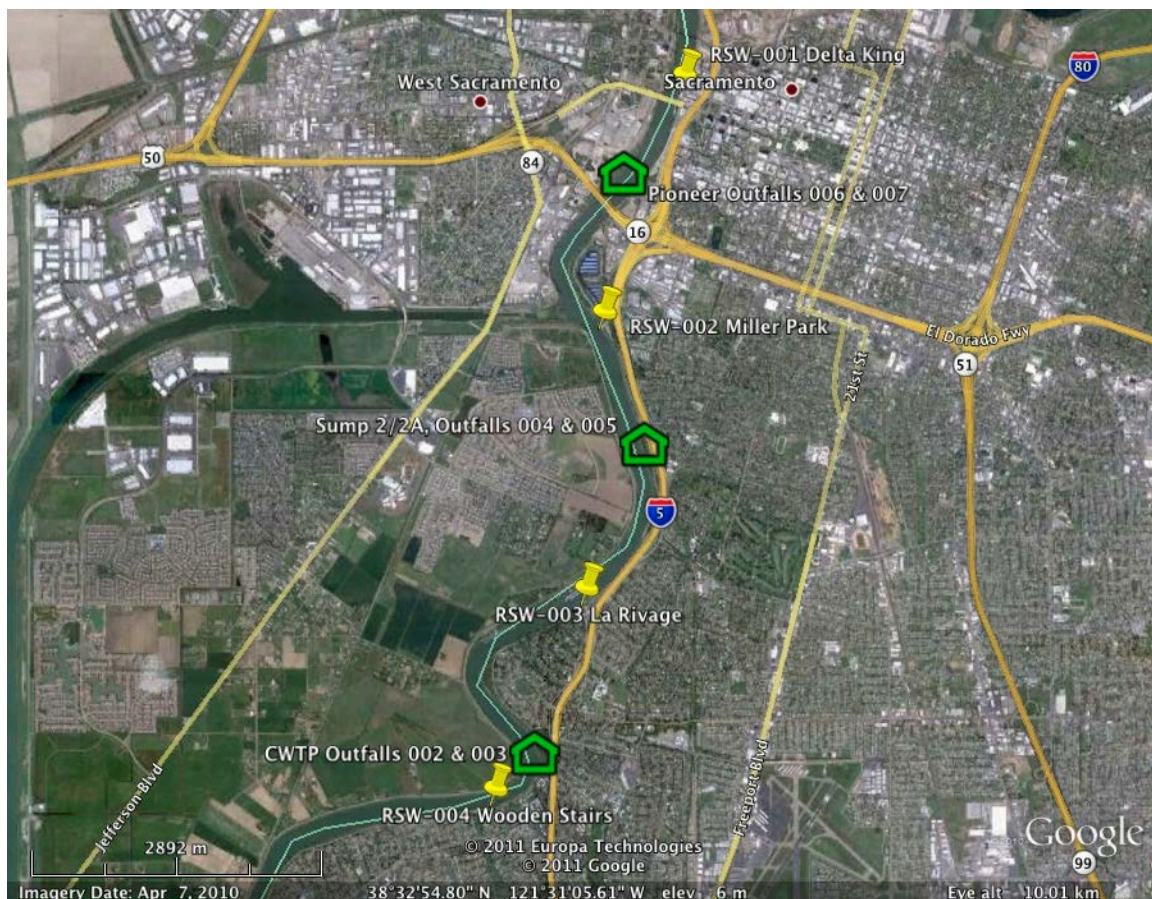 RSW-001 Delta King
80
West Sacramento
Sacramento
50
84
Pioneer Outfalls 006 & 007
16
RSW-002 Miller Park
El Dorado Fwy
51
21st St
Sump 2/2A, Outfalls 004 & 005
5
RSW-003 La Rivage
CWTP Outfalls 002 & 003
RSW-004 Wooden Stairs
Jefferson Blvd
Freeport Blvd
2892 m
© 2011 Europa Technologies
© 2011 Google
Google
99
Imagery Date: Apr 7, 2010
38°32'54.80" N 121°31'05.61" W elev 6 m
Eye alt 10.01 km